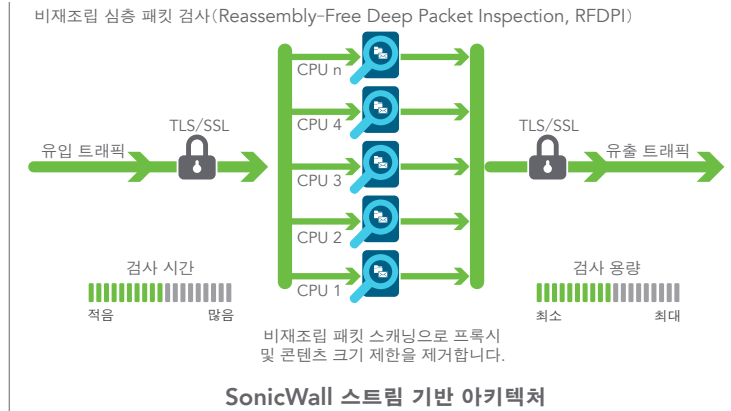 비재조립 심층 패킷 검사(Reassembly-Free Deep Packet Inspection, RFDPI)
CPU n
CPU 4
CPU 3
CPU 2
CPU 1
유입 트래픽
TLS/SSL
TLS/SSL
유출 트래픽
검사 시간
적음
많음
검사 용량
최소
최대
비재조립 패킷 스캐닝으로 프록시
및 콘텐츠 크기 제한을 제거합니다.
SonicWall 스트림 기반 아키텍처